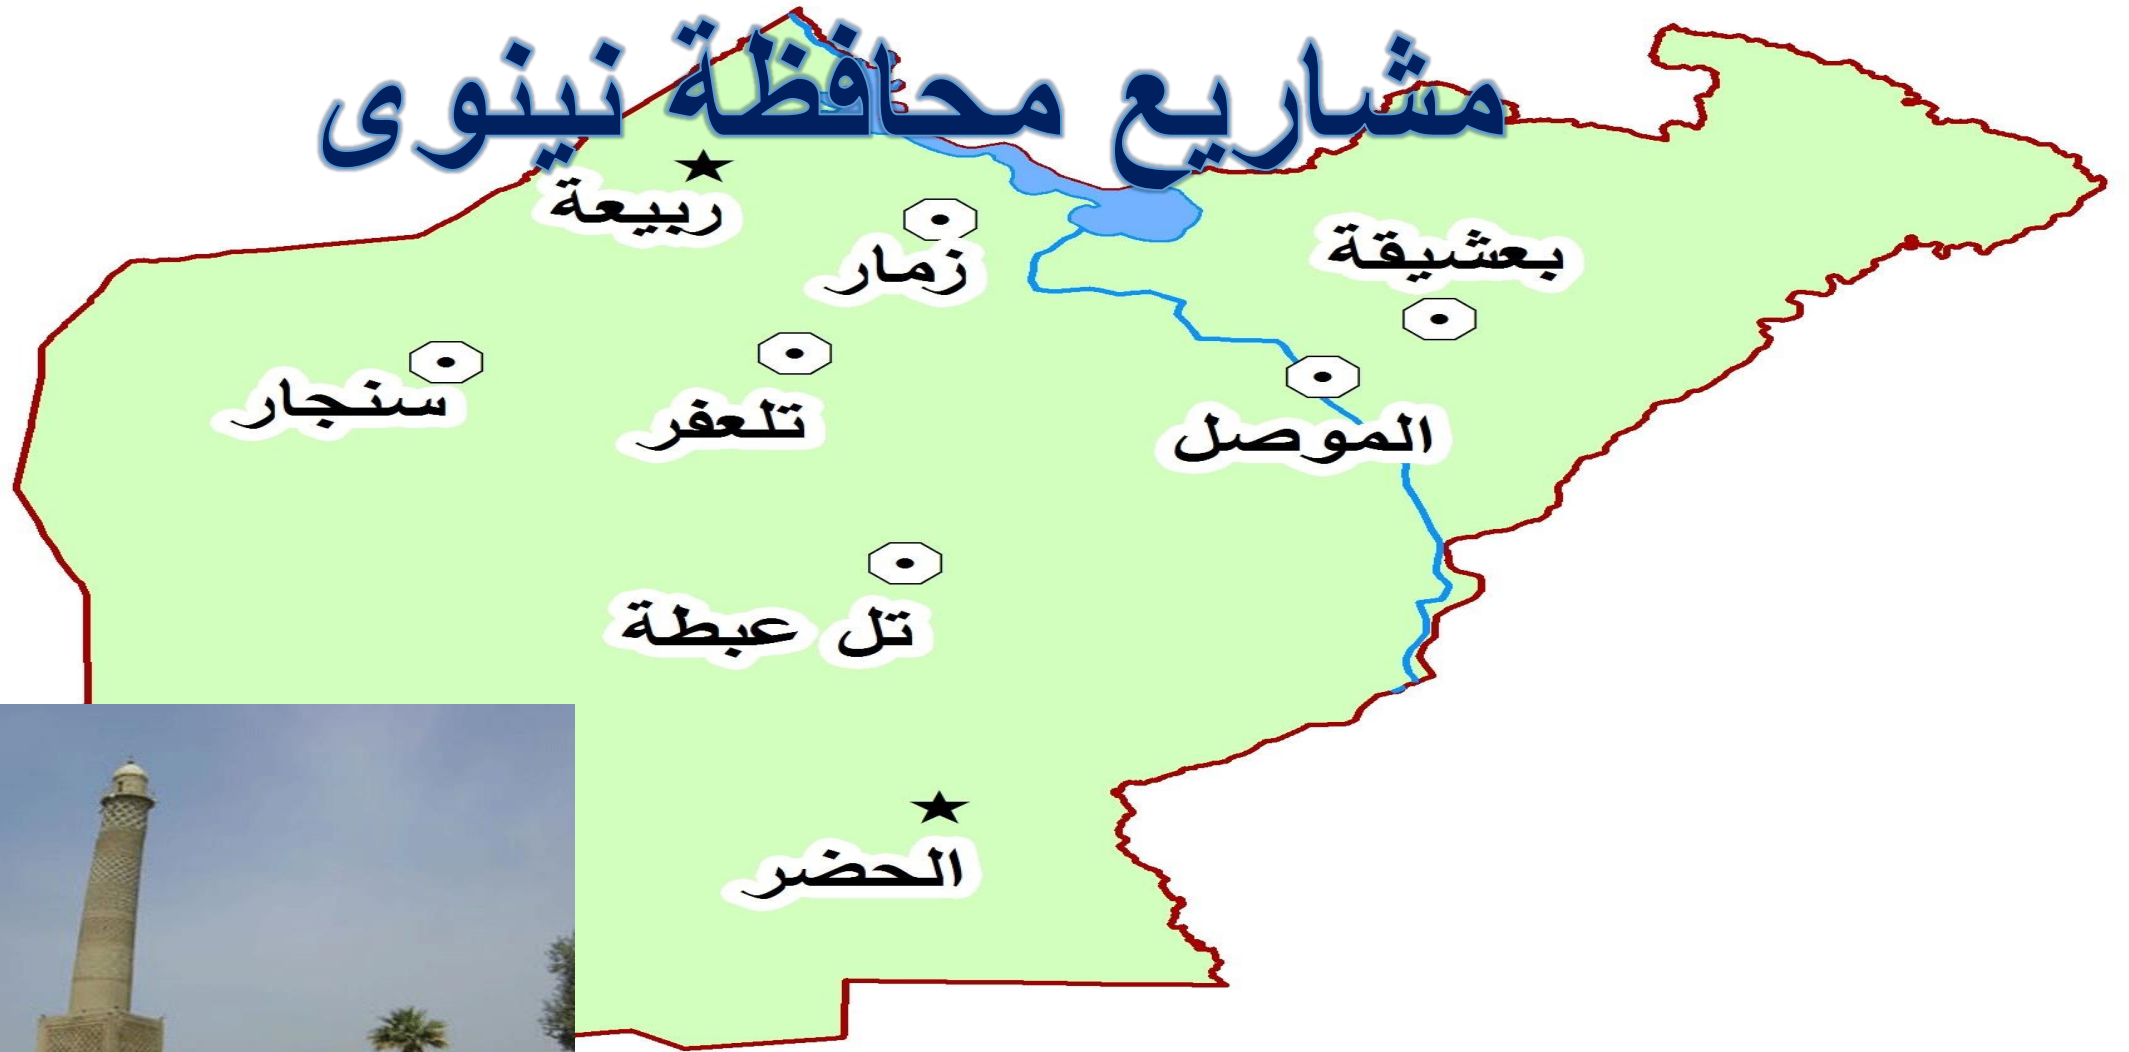 مشاريع محافظة نينوى
ربيعة
زمار
بعشيقة
سنجار
تلعفر
الموصل
تل عبطة
الحضر